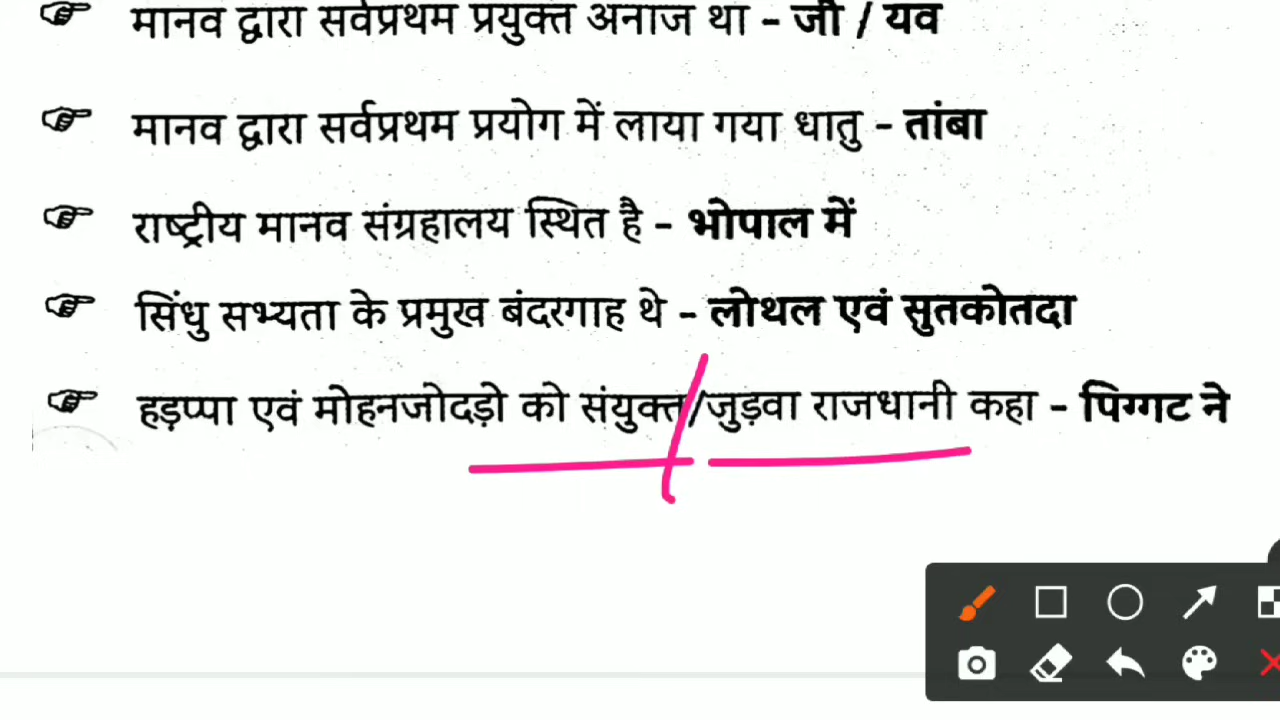 मानव द्वारा सर्वप्रथम प्रयुक्त अनाज था - जौ / यव
मानव द्वारा सर्वप्रथम प्रयोग में लाया गया धातु - तांबा
राष्ट्रीय मानव संग्रहालय स्थित है - भोपाल में
सिंधु सभ्यता के प्रमुख बंदरगाह थे - लोथल एवं सुतकोतदा
हड़प्पा एवं मोहनजोदड़ो को संयुक्त/जुड़वा राजधानी कहा - पिग्गट ने